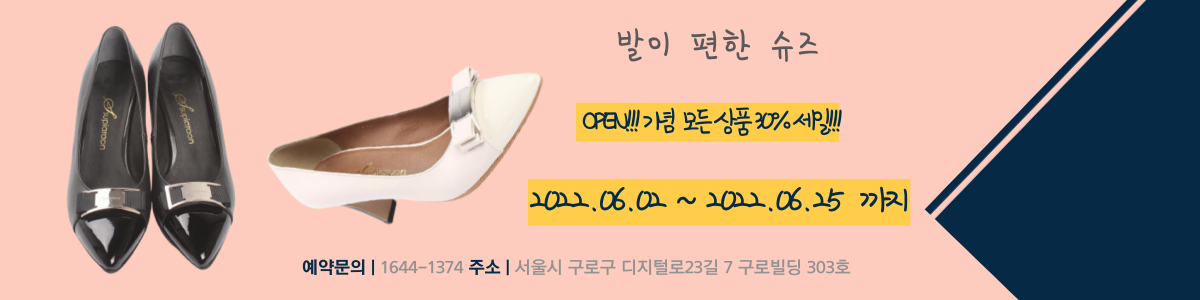 발이 편한 슈즈
OPEN!!! 기념 모든 상품 30% 세일!!!
2022.06.02 ~ 2022.06.25 까지
예약문의 | 1644-1374 주소 | 서울시 구로구 디지털로23길 7 구로빌딩 303호